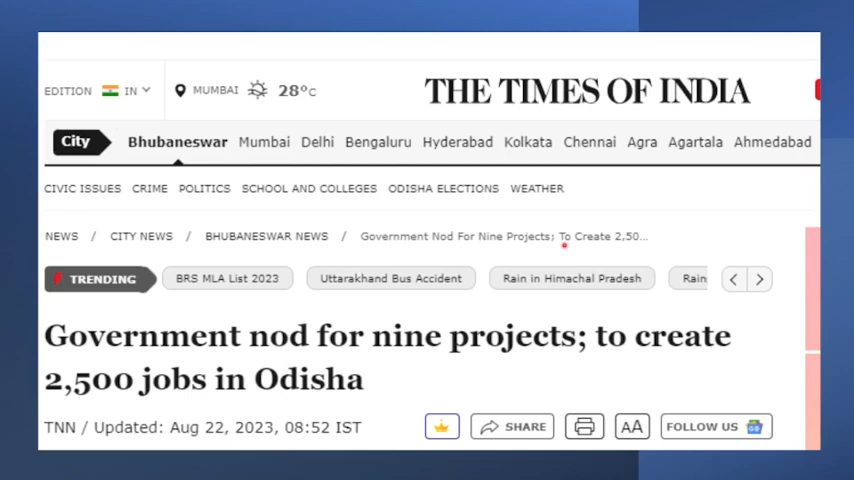 EDITION IN MUMBAI 28°C THE TIMES OF INDIA
City Bhubaneswar Mumbai Delhi Bengaluru Hyderabad Kolkata Chennai Agra Agartala Ahmedabad
CIVIC ISSUES CRIME POLITICS SCHOOL AND COLLEGES ODISHA ELECTIONS WEATHER
NEWS / CITY NEWS / BHUBANESWAR NEWS / Government Nod For Nine Projects; To Create 2,50...
TRENDING BRS MLA List 2023 Uttarakhand Bus Accident Rain in Himachal Pradesh Rain
Government nod for nine projects; to create
2,500 jobs in Odisha
TNN / Updated: Aug 22, 2023, 08:52 IST SHARE AA FOLLOW US